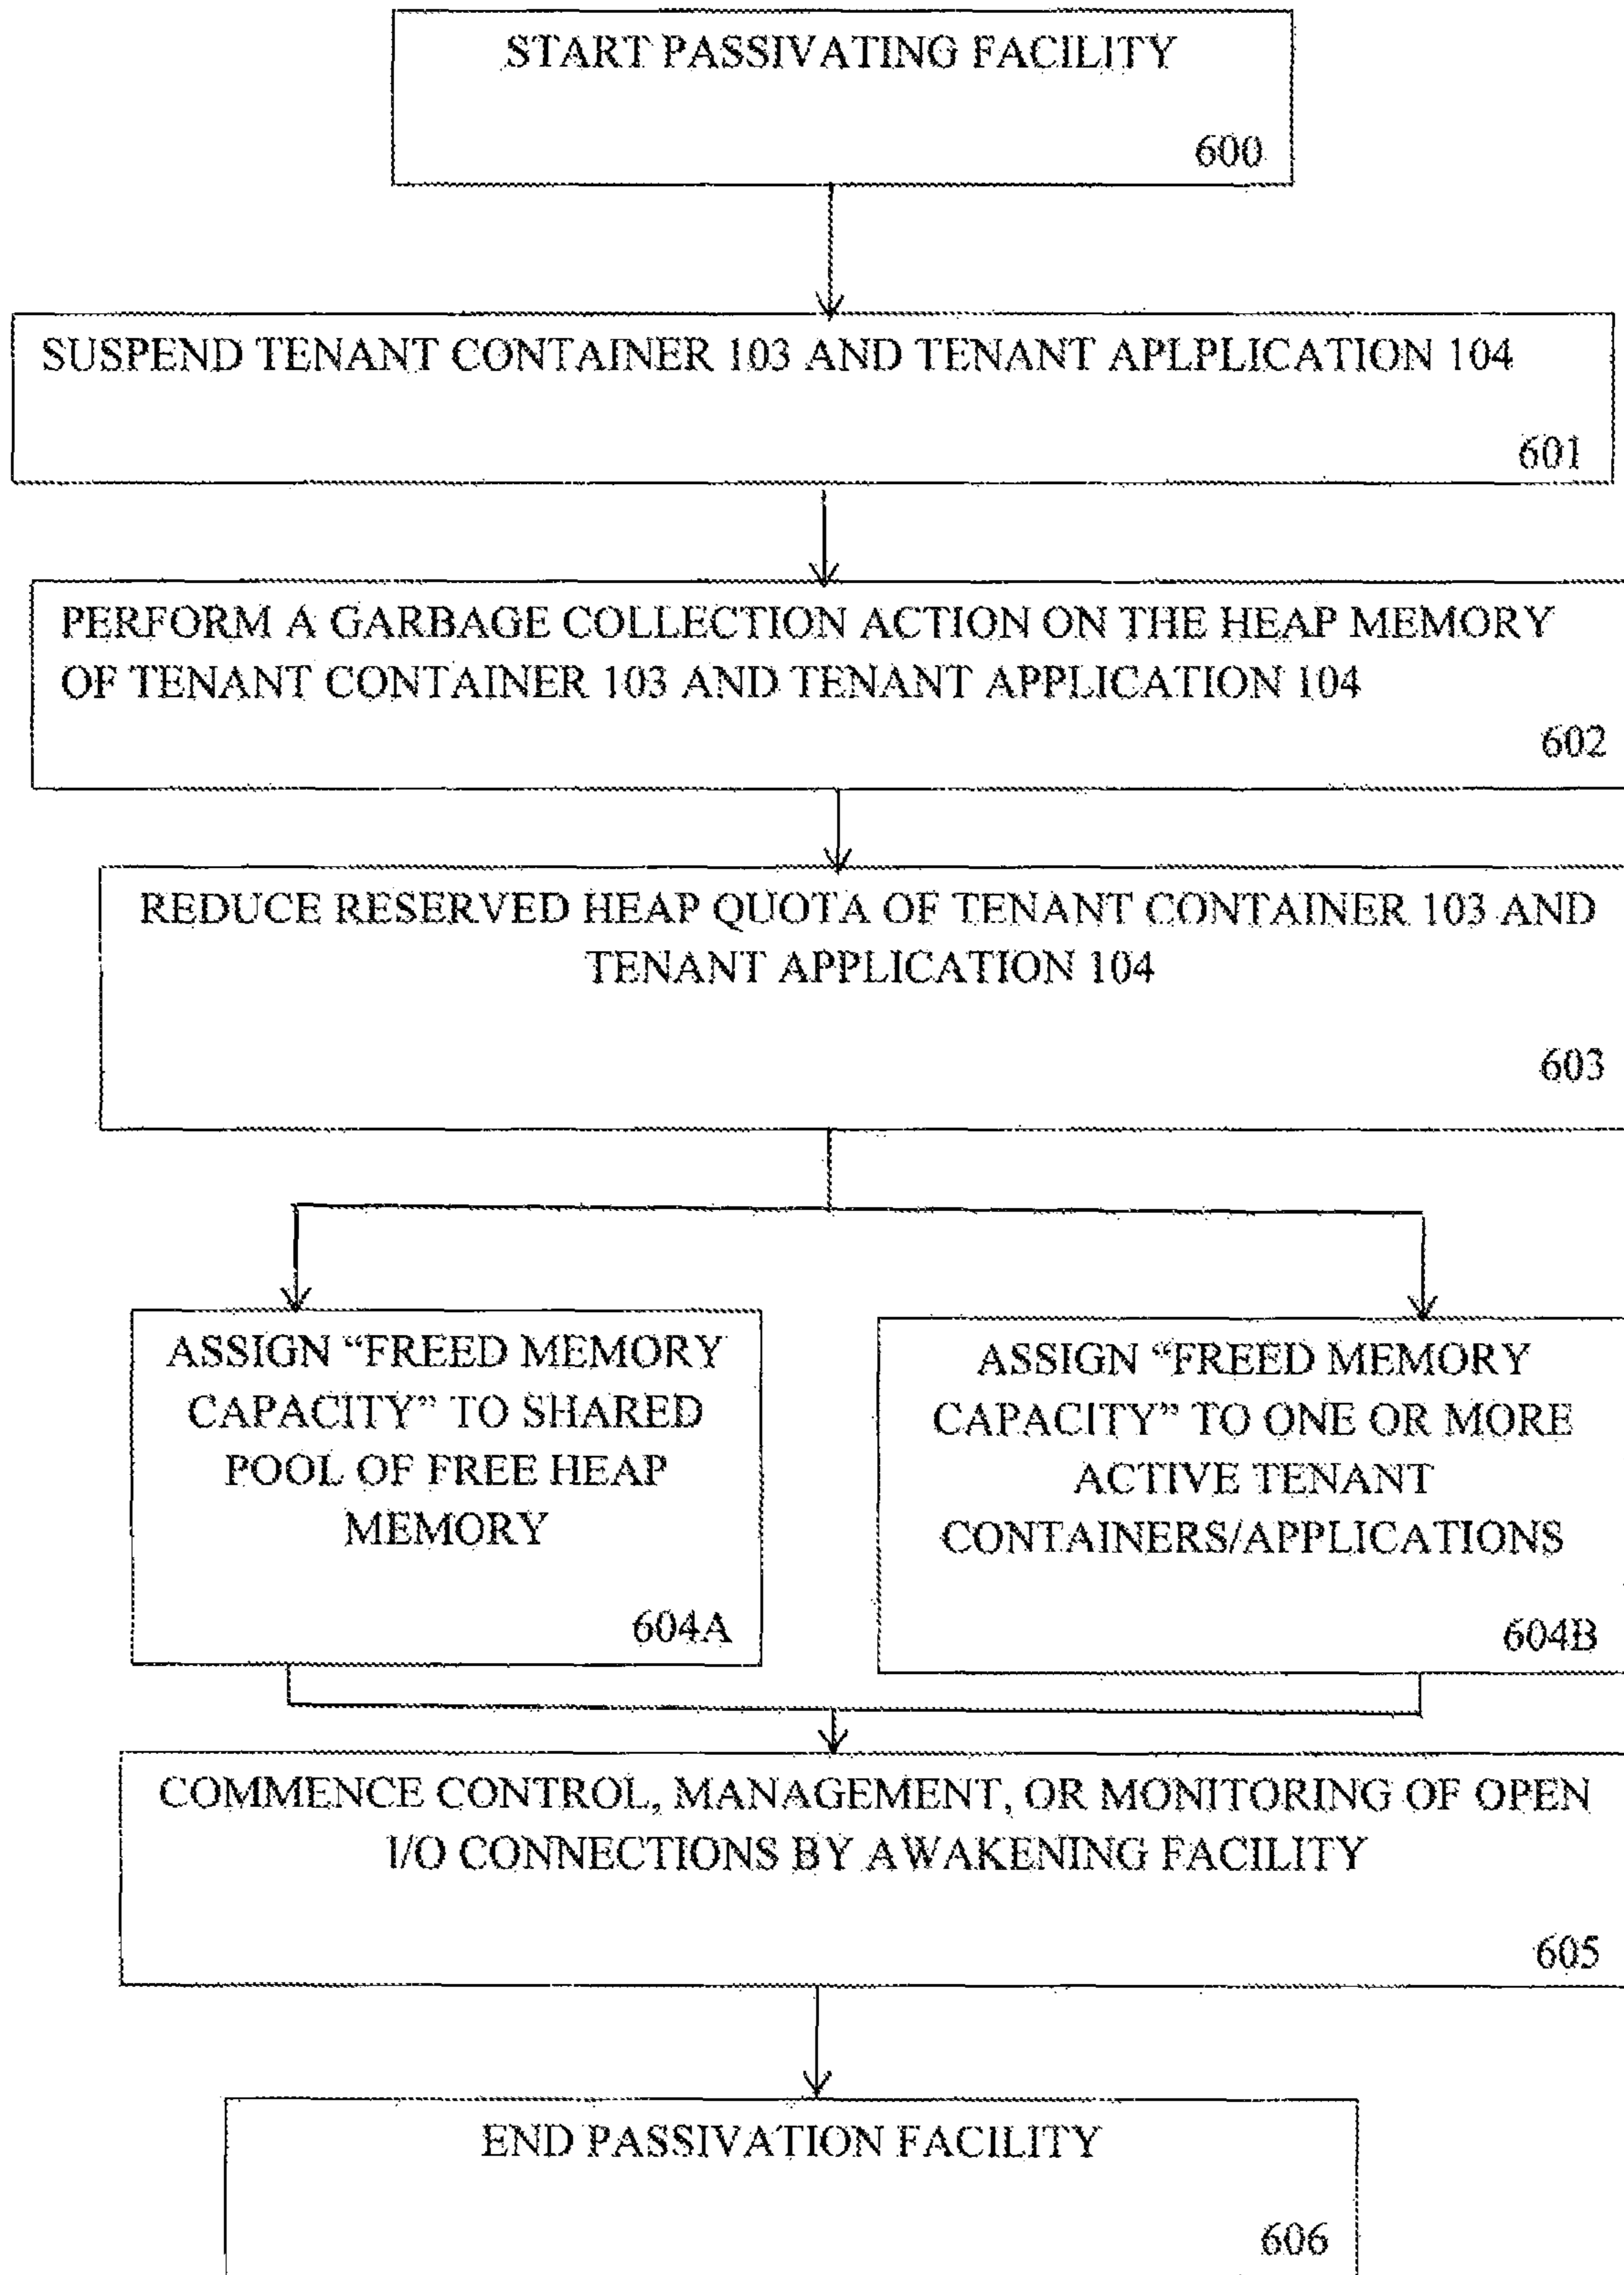 START PASSIVATING FACILITY
600
SUSPEND TENANT CONTAINER 103 AND TENANT APLPLICATION 104
601
PERFORM A GARBAGE COLLECTION ACTION ON THE HEAP MEMORY
OF TENANT CONTAINER 103 AND TENANT APPLICATION 104
602
REDUCE RESERVED HEAP QUOTA OF TENANT CONTAINER 103 AND
TENANT APPLICATION 104
603
ASSIGN “FREED MEMORY
CAPACITY” TO SHARED
POOL OF FREE HEAP
MEMORY
604A
ASSIGN “FREED MEMORY
CAPACITY” TO ONE OR MORE
ACTIVE TENANT
CONTAINERS/APPLICATIONS
604B
COMMENCE CONTROL, MANAGEMENT, OR MONITORING OF OPEN
I/O CONNECTIONS BY AWAKENING FACILITY
605
END PASSIVATION FACILITY
606